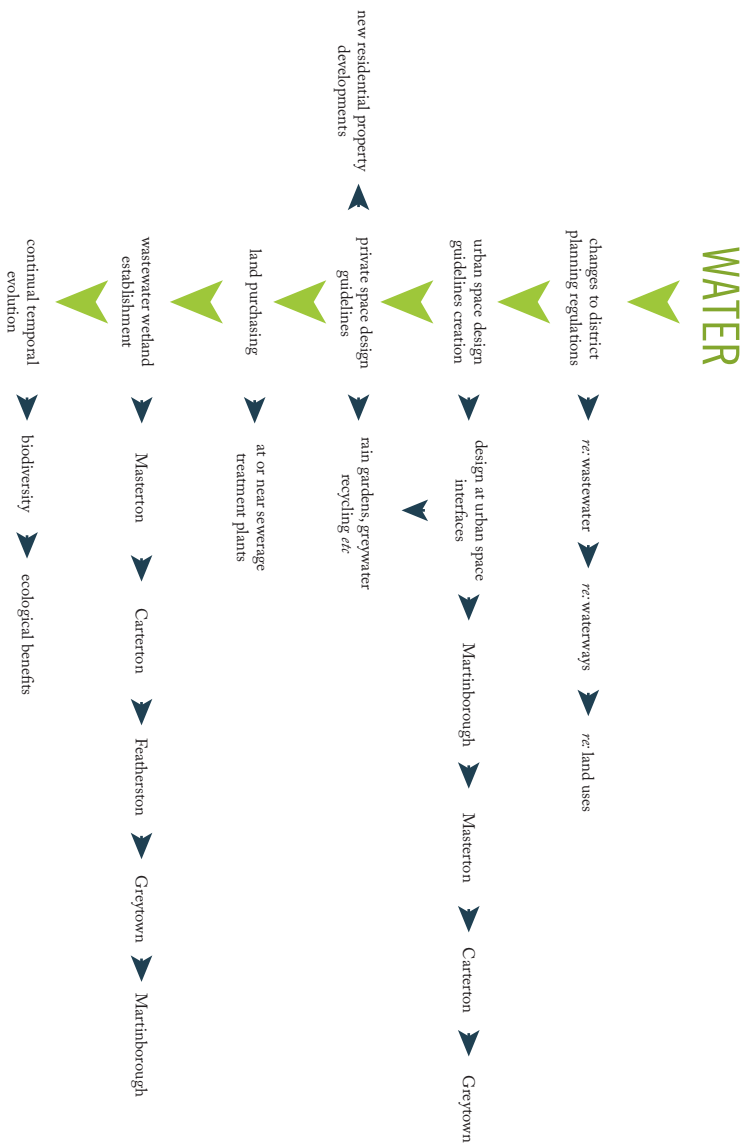 WATER
changes to district
planning regulations
re: wastewater
re: waterways
re: land uses
urban space design
guidelines creation
design at urban space
interfaces
Martinborough
Masterton
Carterton
Greytown
new residential property
developments
private space design
guidelines
rain gardens, greywater
recycling etc
land purchasing
at or near sewerage
treatment plants
wastewater wetland
establishment
Masterton
Carterton
Featherston
Greytown
Martinborough
continual temporal
evolution
biodiversity
ecological benefits